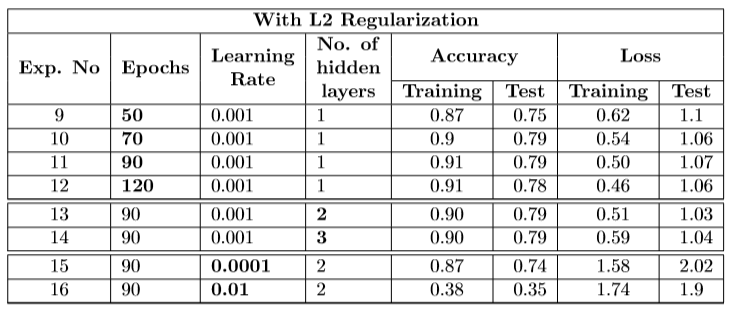 With L2 Regularization
Exp. No Epochs Learning Rate No. of hidden layers Accuracy Loss
Training Test Training Test
9 50 0.001 1 0.87 0.75 0.62 1.1
10 70 0.001 1 0.9 0.79 0.54 1.06
11 90 0.001 1 0.91 0.79 0.50 1.07
12 120 0.001 1 0.91 0.78 0.46 1.06
13 90 0.001 2 0.90 0.79 0.51 1.03
14 90 0.001 3 0.90 0.79 0.59 1.04
15 90 0.0001 2 0.87 0.74 1.58 2.02
16 90 0.01 2 0.38 0.35 1.74 1.9